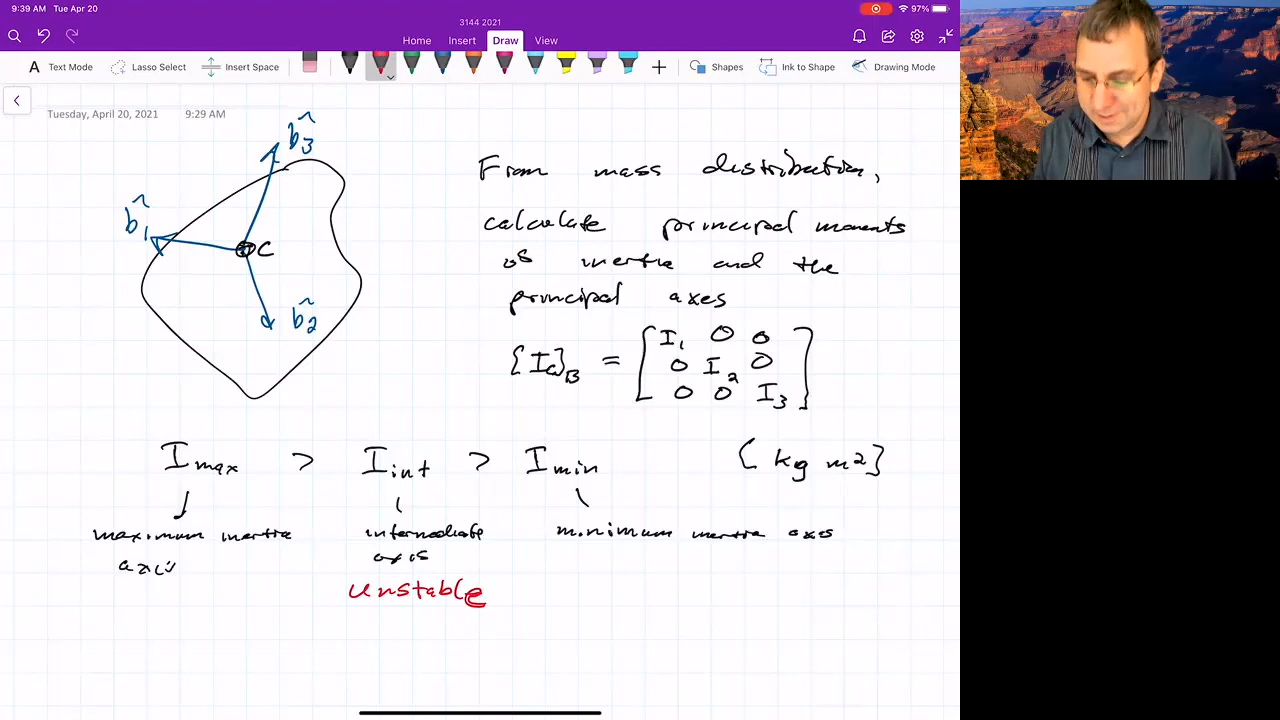 9:39 AM Tue Apr 20
97%
3144 2021
Home Insert Draw View
Text Mode Lasso Select Insert Space Shapes Ink to Shape Drawing Mode
Tuesday, April 20, 2021 9:29 AM
b̂3
b̂1
C
b̂2
From mass distribution,
calculate principal moments
of inertia and the
principal axes
[Ic]B = [I1 0 0
0 I2 0
0 0 I3]
Imax > Iint > Imin [kg m2]
maximum inertia intermediate minimum inertia axis
axis axis
unstable